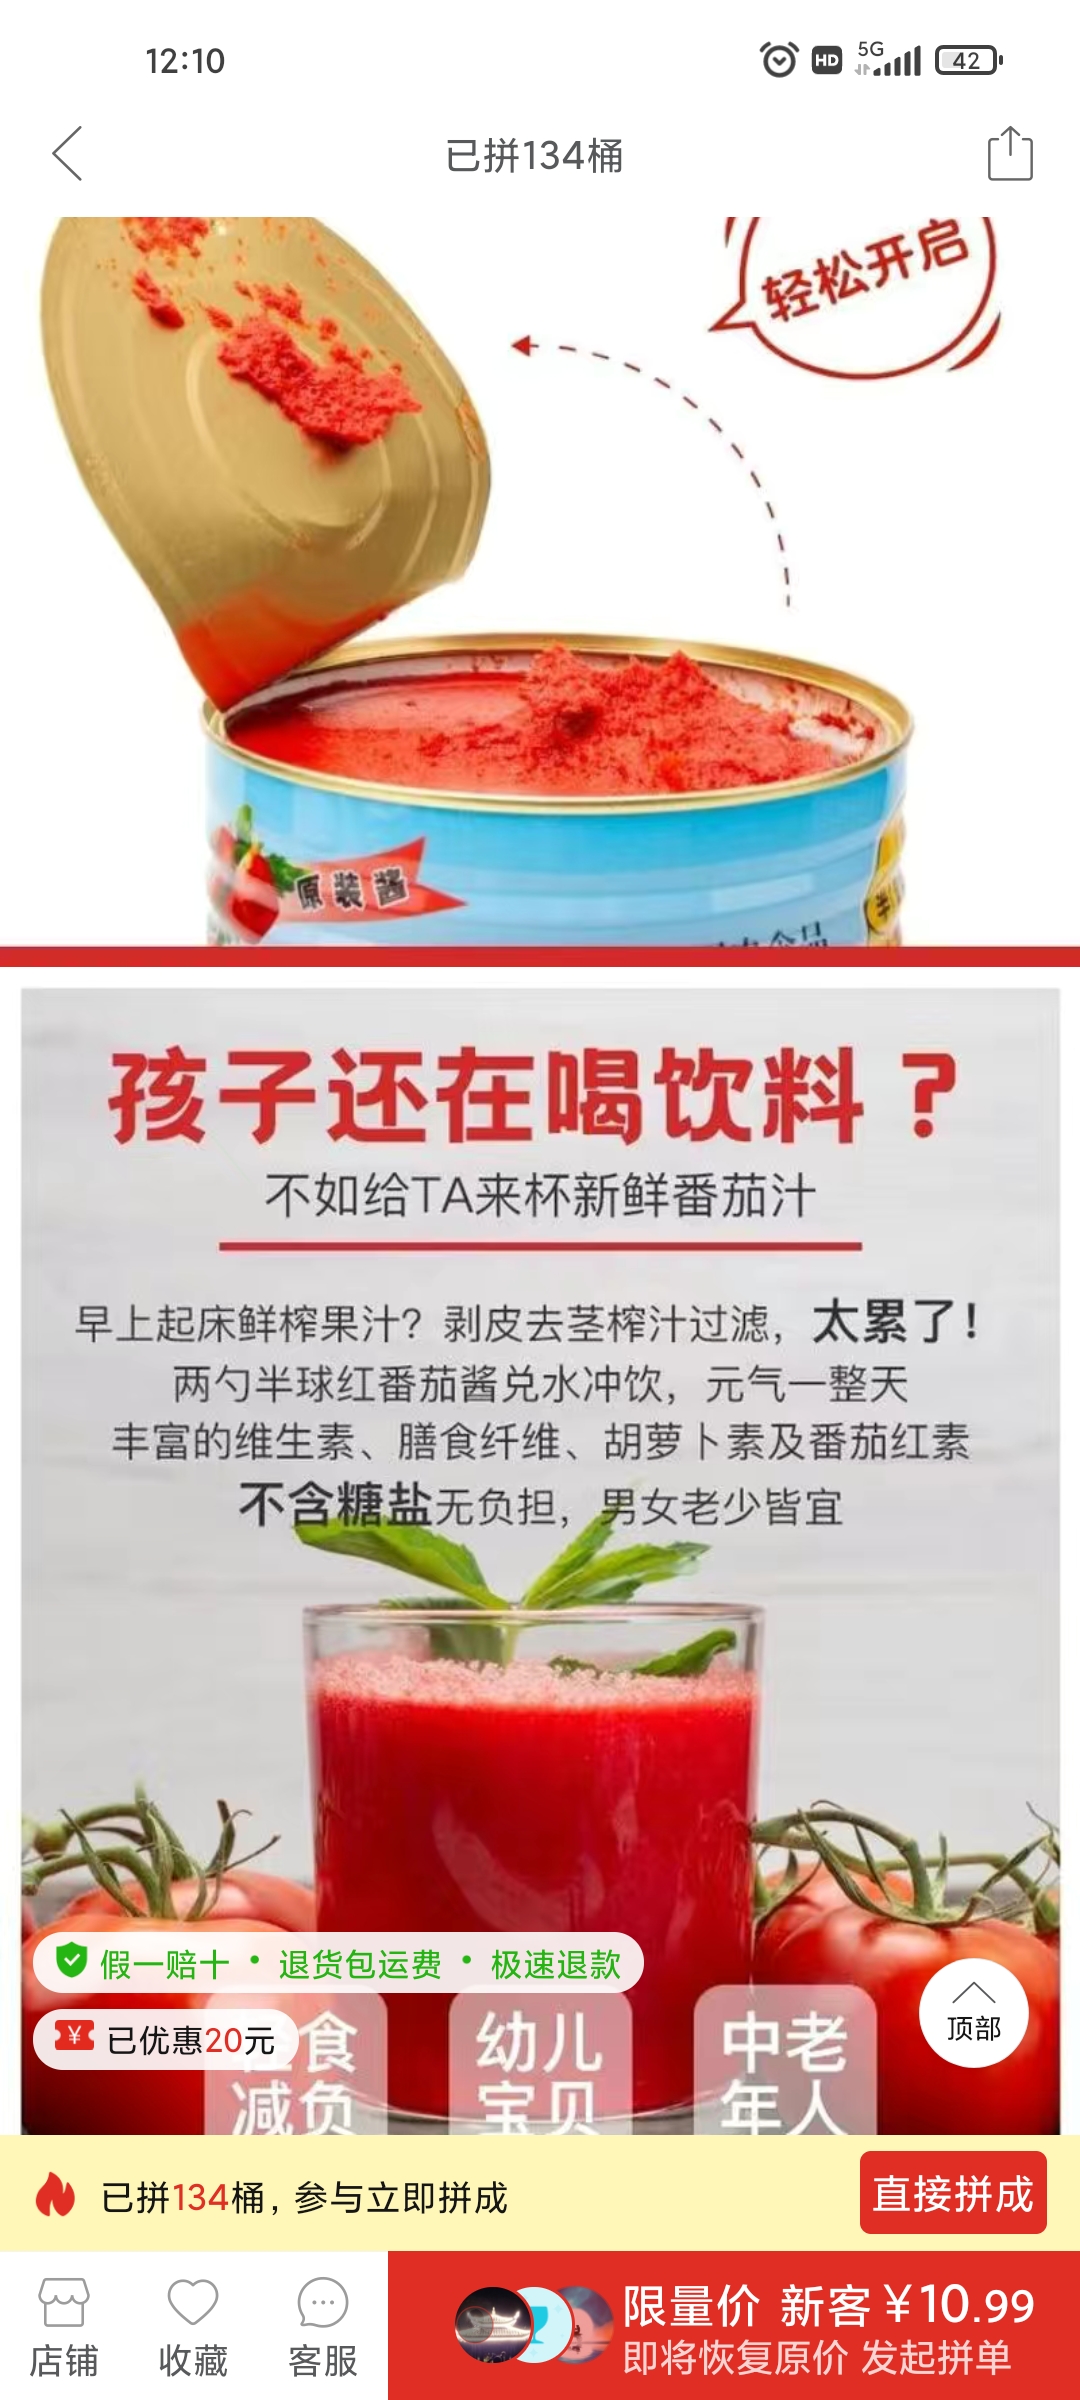 12:10
HD 5G 42
已拼134桶
轻松开启
原装酱
孩子还在喝饮料？
不如给TA来杯新鲜番茄汁
早上起床鲜榨果汁？剥皮去茎榨汁过滤，太累了！
两勺半球红番茄酱兑水冲饮，元气一整天
丰富的维生素、膳食纤维、胡萝卜素及番茄红素
不含糖盐无负担，男女老少皆宜
假一赔十 · 退货包运费 · 极速退款
已优惠20元
食
减负
幼儿
宝贝
中老
年人
顶部
已拼134桶，参与立即拼成
直接拼成
店铺
收藏
客服
限量价 新客¥10.99
即将恢复原价 发起拼单